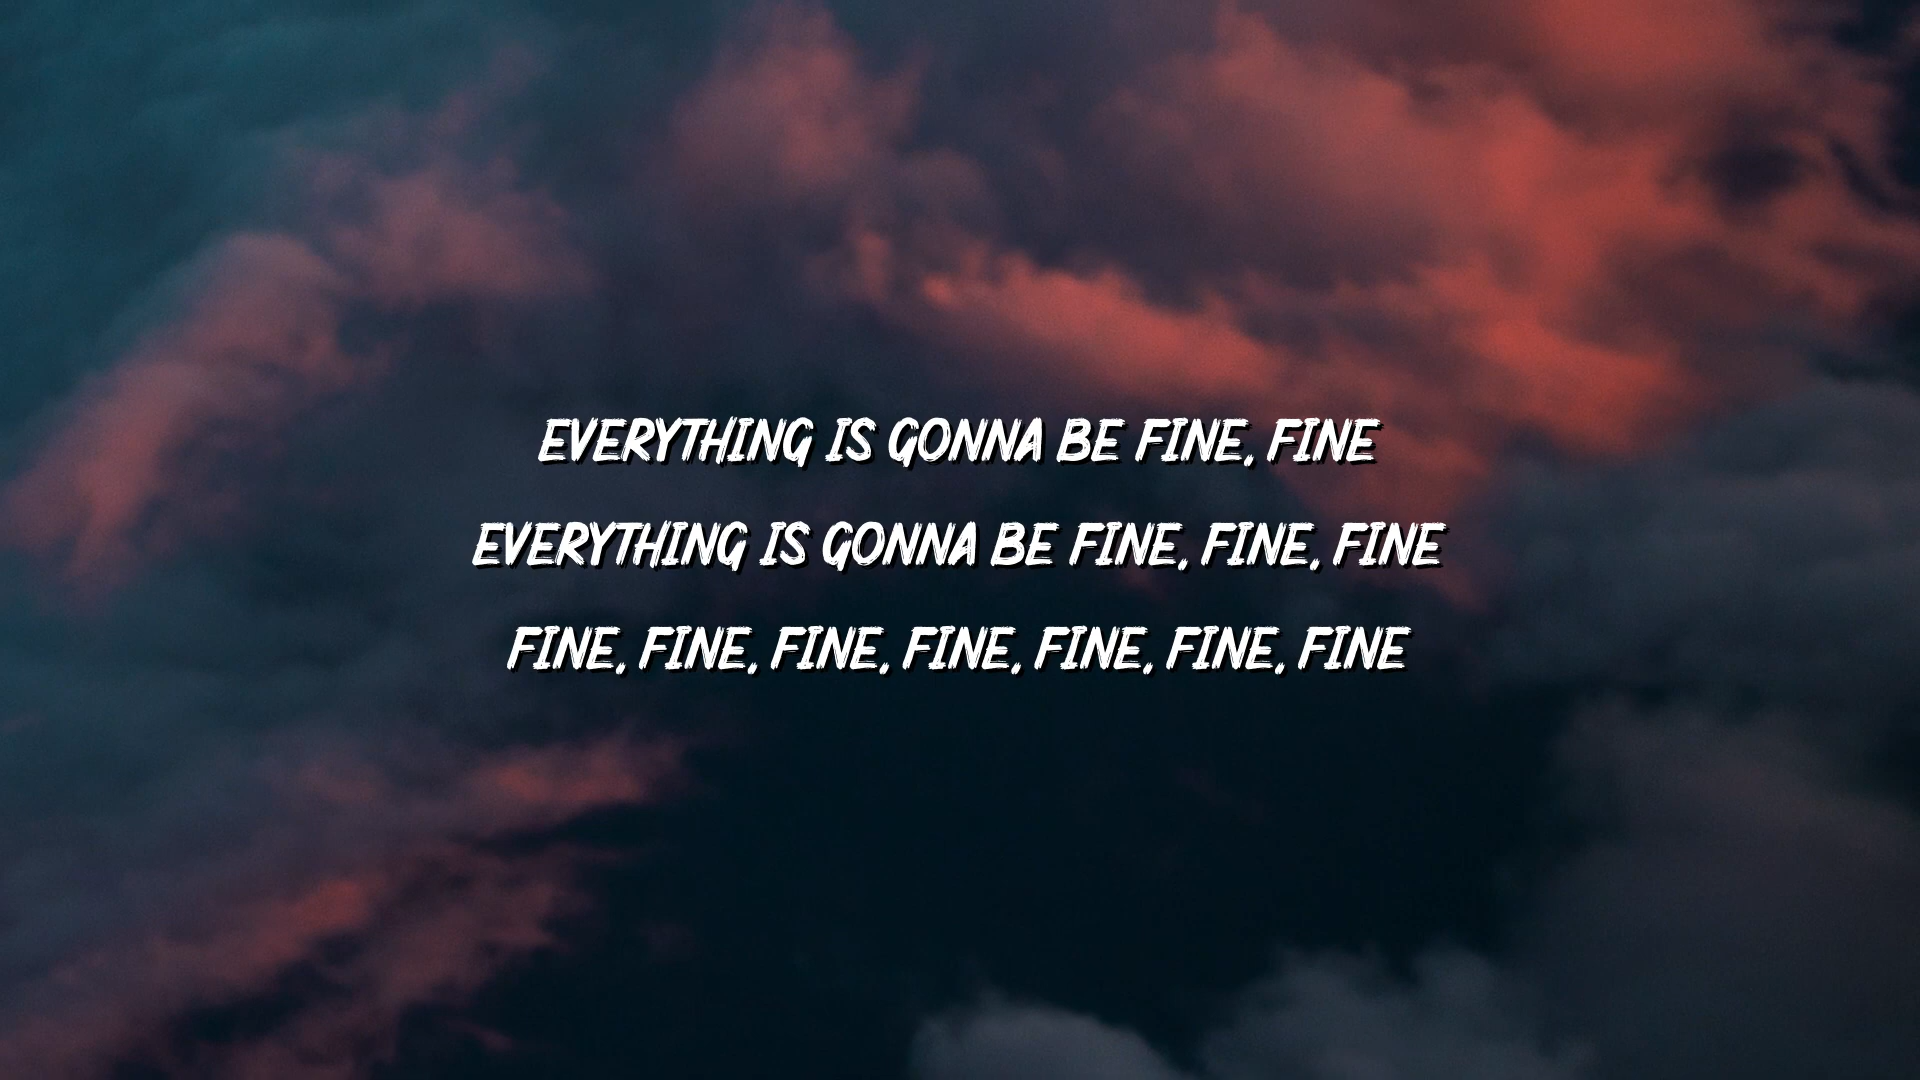 EVERYTHING IS GONNA BE FINE, FINE
EVERYTHING IS GONNA BE FINE, FINE, FINE
FINE, FINE, FINE, FINE, FINE, FINE, FINE